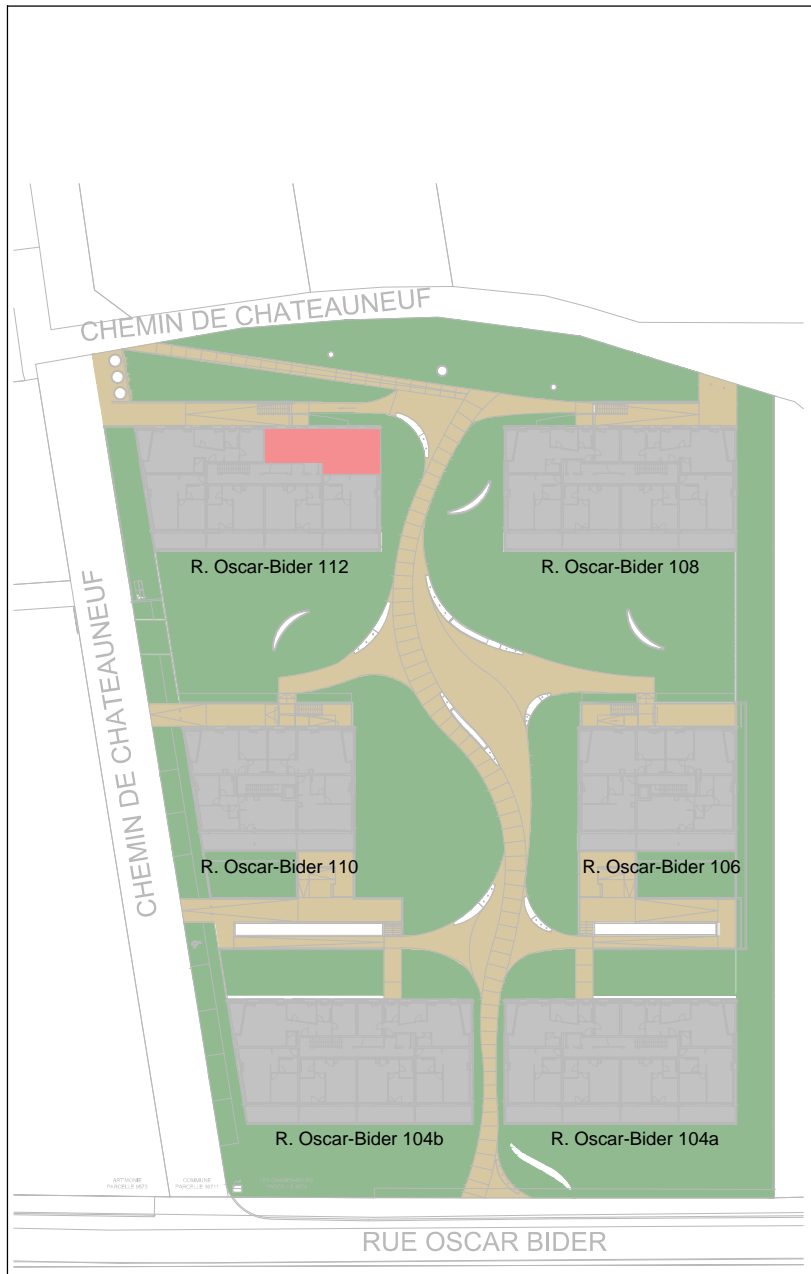 CHEMIN DE CHATEAUNEUF
R. Oscar-Bider 112
R. Oscar-Bider 108
CHEMIN DE CHATEAUNEUF
R. Oscar-Bider 110
R. Oscar-Bider 106
R. Oscar-Bider 104b
R. Oscar-Bider 104a
COMMUNE
RUE OSCAR BIDER